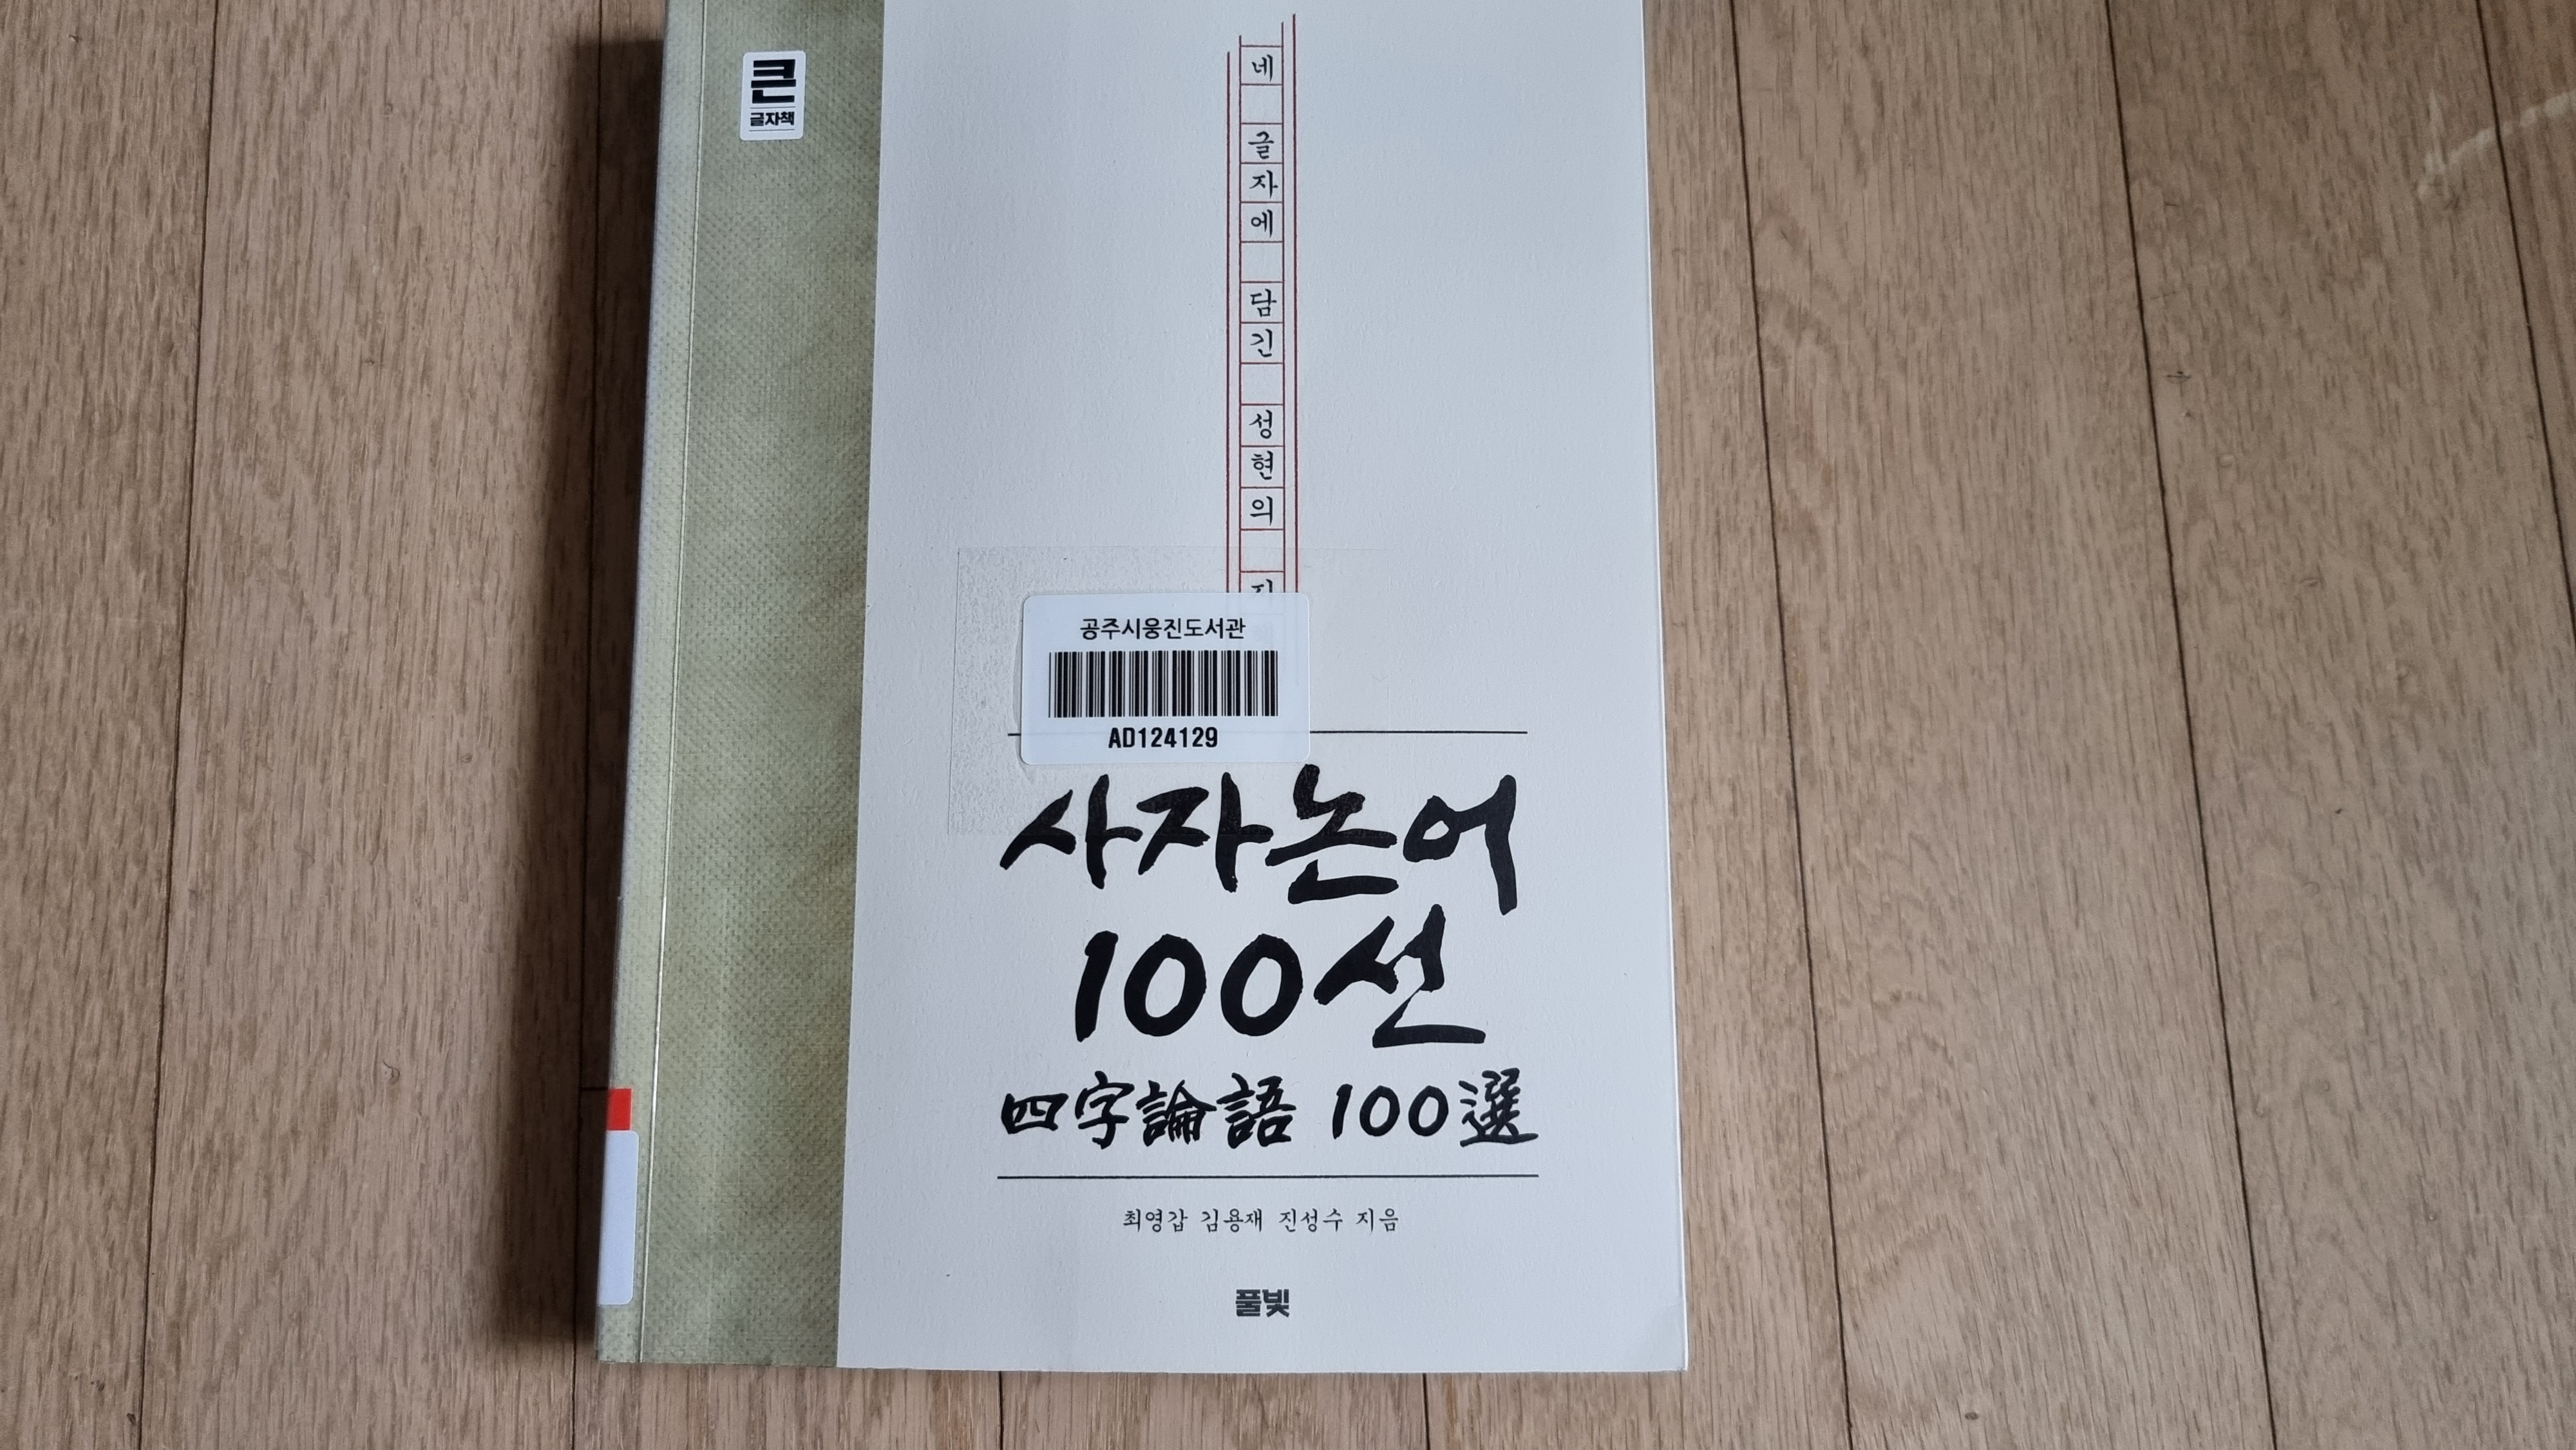 큰
글자책
네 글자에 담긴 성현의
공주시웅진도서관
AD124129
사자논어
100선
四字論語 100選
최영갑 김용재 진성수 지음
풀빛